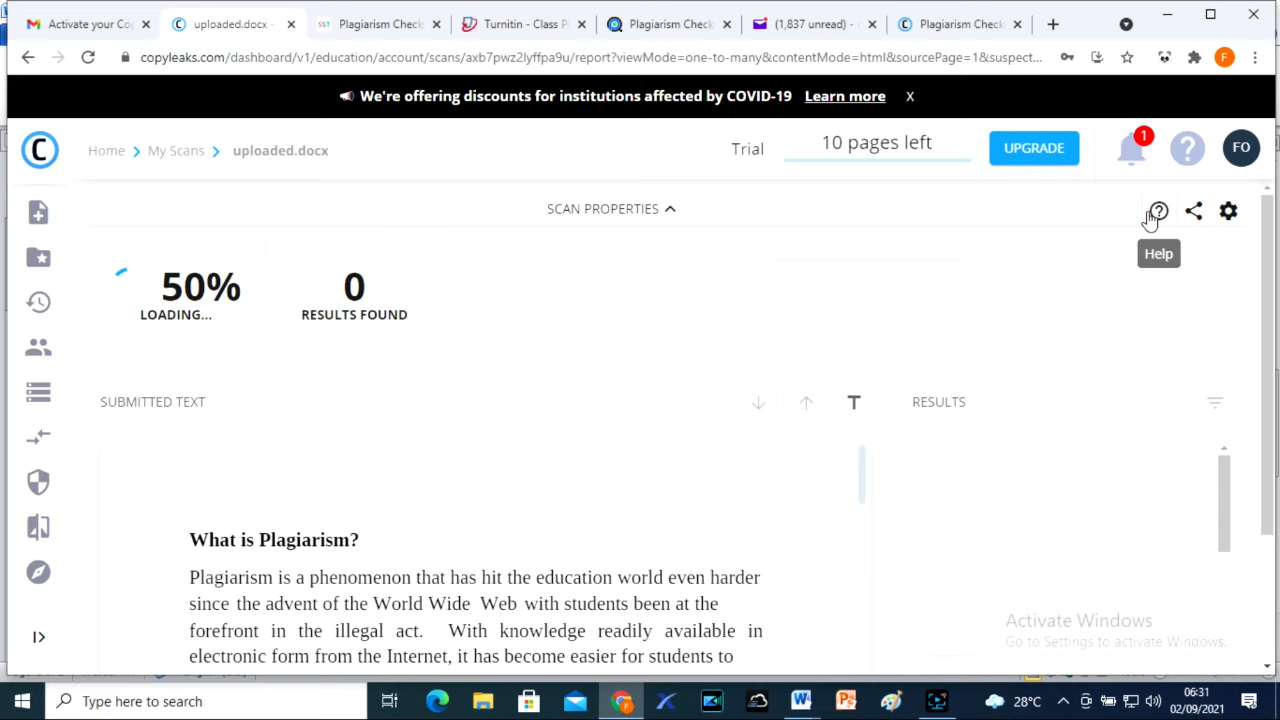 Activate your Cop
uploaded.docx -
SST
Plagiarism Check
Turnitin - Class P
Plagiarism Check
(1,837 unread) -
Plagiarism Check
copyleaks.com/dashboard/v1/education/account/scans/axb7pwz2lyffpa9u/report?viewMode=one-to-many&contentMode=html&sourcePage=1&suspect...
F
We're offering discounts for institutions affected by COVID-19 Learn more X
C
Home > My Scans > uploaded.docx
Trial
10 pages left
UPGRADE
1
FO
SCAN PROPERTIES
Help
50%
LOADING...
0
RESULTS FOUND
SUBMITTED TEXT
T
RESULTS
What is Plagiarism?
Plagiarism is a phenomenon that has hit the education world even harder
since the advent of the World Wide Web with students been at the
forefront in the illegal act. With knowledge readily available in
electronic form from the Internet, it has become easier for students to
Activate Windows
Go to Settings to activate Windows.
Type here to search
28°C
06:31
02/09/2021